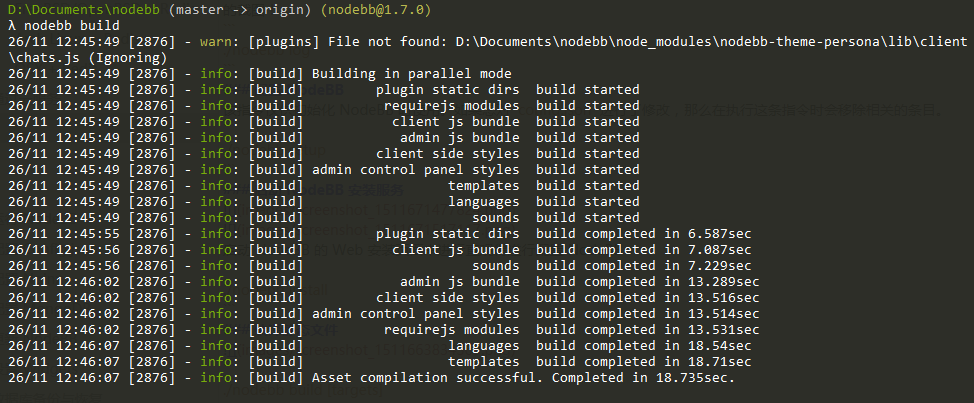 D:\Documents\nodebb (master -> origin) (nodebb@1.7.0)
λ nodebb build
26/11 12:45:49 [2876] - warn: [plugins] File not found: D:\Documents\nodebb\node_modules\nodebb-theme-persona\lib\client
\chats.js (Ignoring)
26/11 12:45:49 [2876] - info: [build] Building in parallel mode
26/11 12:45:49 [2876] - info: [build] plugin static dirs build started
26/11 12:45:49 [2876] - info: [build] requirejs modules build started
26/11 12:45:49 [2876] - info: [build] client js bundle build started
26/11 12:45:49 [2876] - info: [build] admin js bundle build started
26/11 12:45:49 [2876] - info: [build] client side styles build started
26/11 12:45:49 [2876] - info: [build] admin control panel styles build started
26/11 12:45:49 [2876] - info: [build] templates build started
26/11 12:45:49 [2876] - info: [build] languages build started
26/11 12:45:49 [2876] - info: [build] sounds build started
26/11 12:45:55 [2876] - info: [build] plugin static dirs build completed in 6.587sec
26/11 12:45:56 [2876] - info: [build] client js bundle build completed in 7.087sec
26/11 12:45:56 [2876] - info: [build] sounds build completed in 7.229sec
26/11 12:46:02 [2876] - info: [build] admin js bundle build completed in 13.289sec
26/11 12:46:02 [2876] - info: [build] client side styles build completed in 13.516sec
26/11 12:46:02 [2876] - info: [build] admin control panel styles build completed in 13.514sec
26/11 12:46:02 [2876] - info: [build] requirejs modules build completed in 13.531sec
26/11 12:46:07 [2876] - info: [build] languages build completed in 18.54sec
26/11 12:46:07 [2876] - info: [build] templates build completed in 18.71sec
26/11 12:46:07 [2876] - info: [build] Asset compilation successful. Completed in 18.735sec.